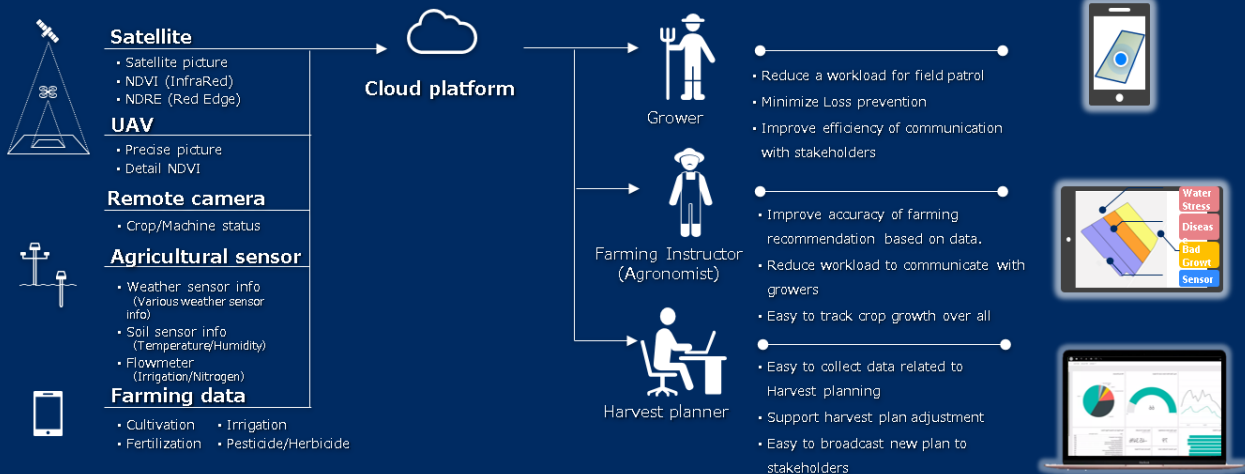 Satellite
• Satellite picture
• NDVI (InfraRed)
• NDRE (Red Edge)
UAV
• Precise picture
• Detail NDVI
Remote camera
• Crop/Machine status
Agricultural sensor
• Weather sensor info
(Various weather sensor
info)
• Soil sensor info
(Temperature/Humidity)
• Flowmeter
(Irrigation/Nitrogen)
Farming data
• Cultivation • Irrigation
• Fertilization • Pesticide/Herbicide
Cloud platform
Grower
• Reduce a workload for field patrol
• Minimize Loss prevention
• Improve efficiency of communication
with stakeholders
Farming Instructor
(Agronomist)
• Improve accuracy of farming
recommendation based on data.
• Reduce workload to communicate with
growers
• Easy to track crop growth over all
Water
Stress
Diseas
Bad
Growt
Sensor
Harvest planner
• Easy to collect data related to
Harvest planning
• Support harvest plan adjustment
• Easy to broadcast new plan to
stakeholders